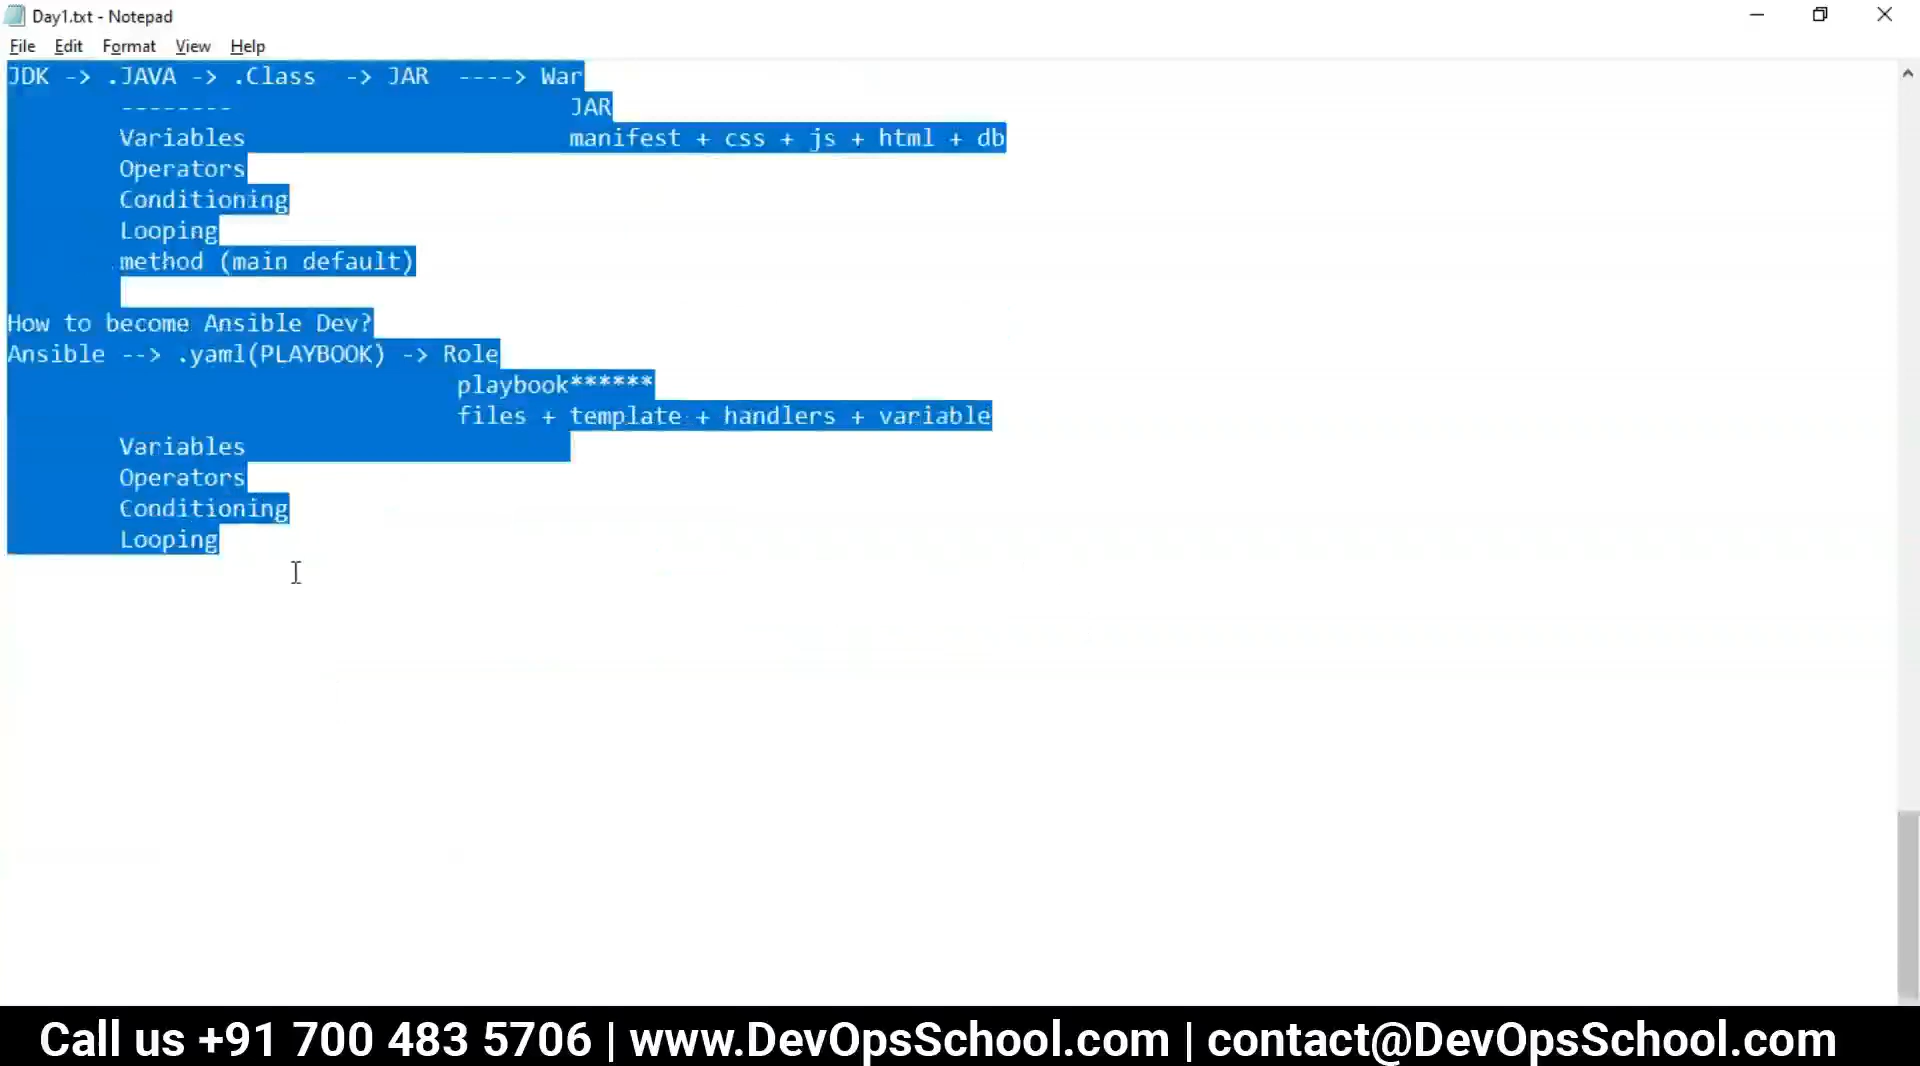 Day1.txt - Notepad
File Edit Format View Help
JDK -> .JAVA -> .Class -> JAR ----> War
-------- JAR
Variables manifest + css + js + html + db
Operators
Conditioning
Looping
method (main default)
How to become Ansible Dev?
Ansible --> .yaml(PLAYBOOK) -> Role
playbook******
files + template + handlers + variable
Variables
Operators
Conditioning
Looping
Call us +91 700 483 5706 | www.DevOpsSchool.com | contact@DevOpsSchool.com